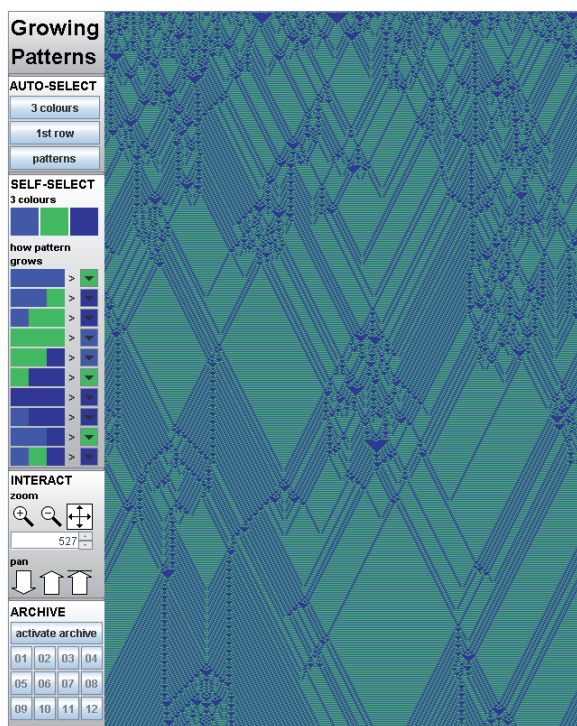 Growing
Patterns
AUTO-SELECT
3 colours
1st row
patterns
SELF-SELECT
3 colours
how pattern
grows
>
>
>
>
>
>
>
>
>
>
INTERACT
zoom
527
pan
ARCHIVE
activate archive
01 02 03 04
05 06 07 08
09 10 11 12